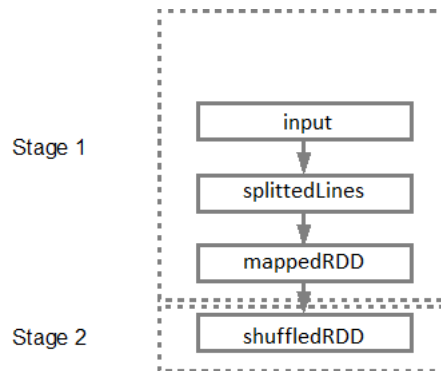 input
Stage 1
splittedLines
mappedRDD
Stage 2
shuffledRDD